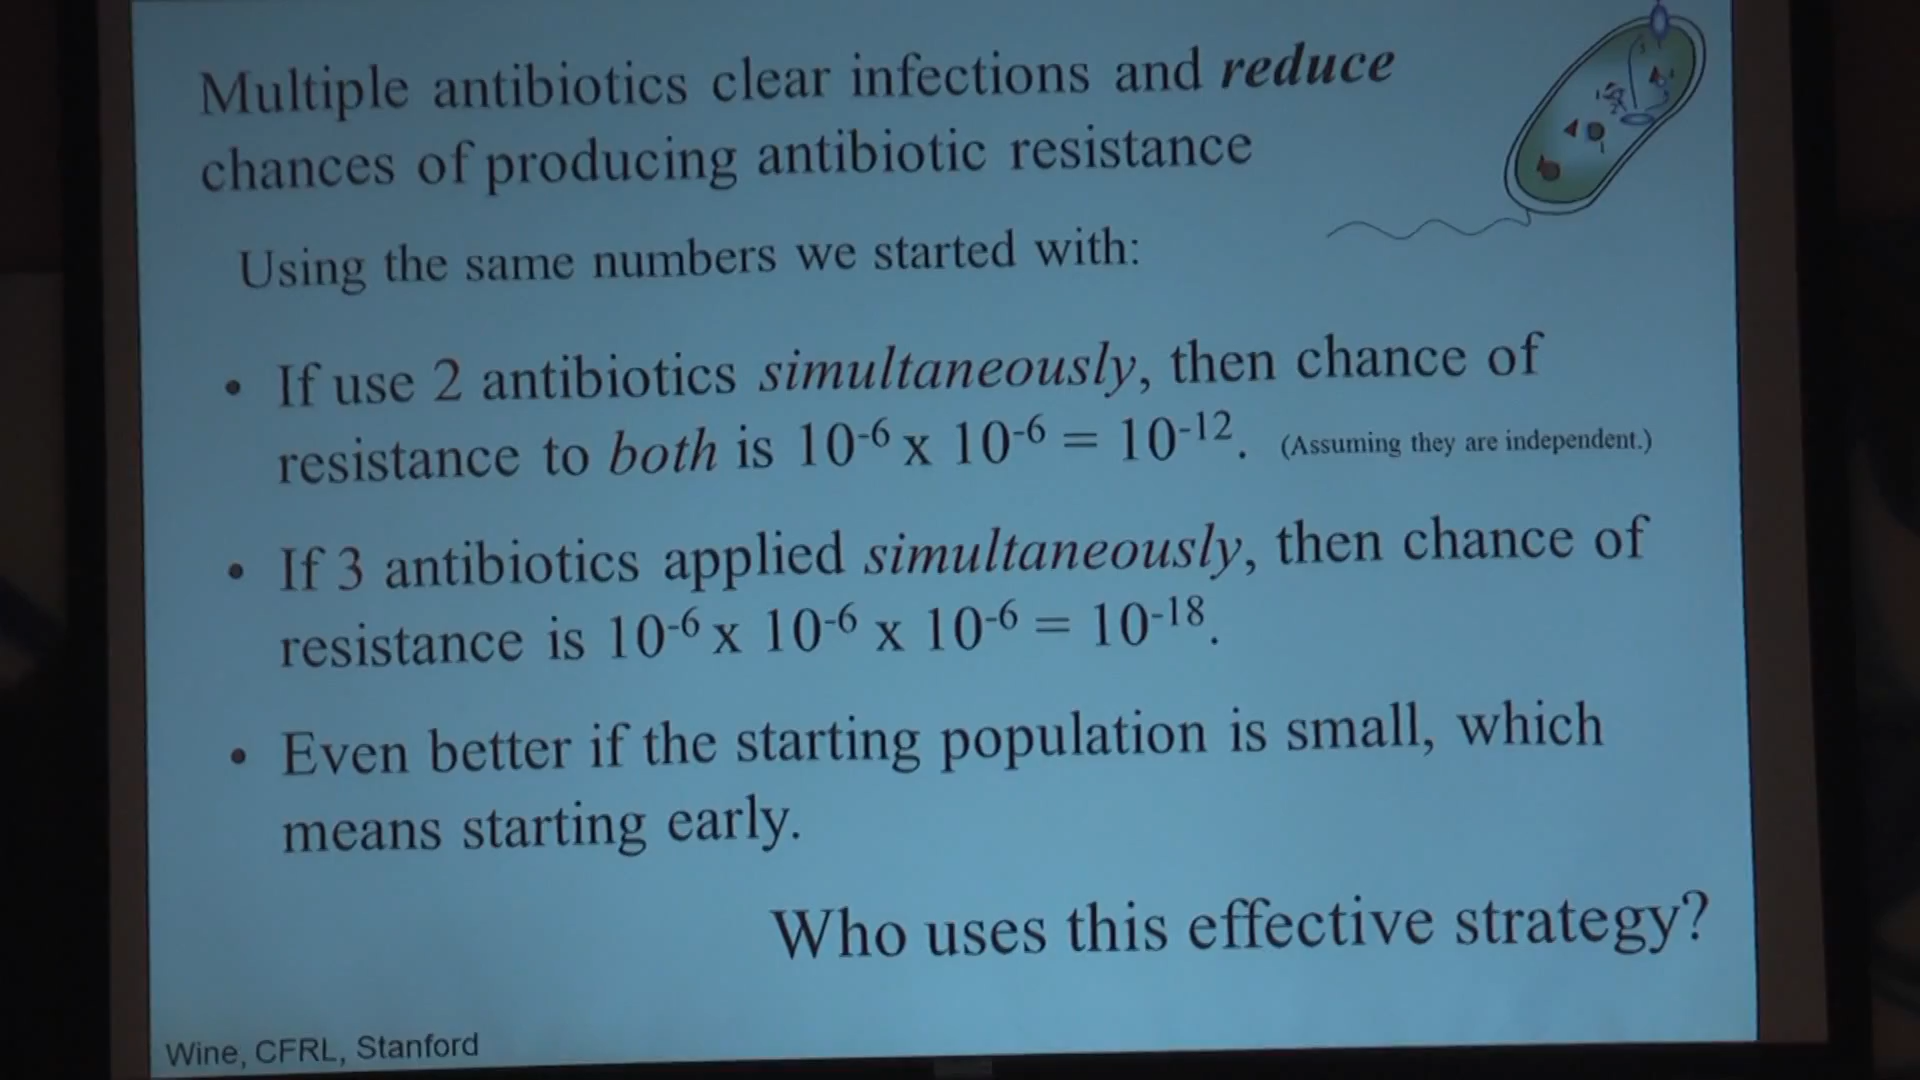 Multiple antibiotics clear infections and reduce
chances of producing antibiotic resistance
Using the same numbers we started with:
• If use 2 antibiotics simultaneously, then chance of
resistance to both is 10⁻⁶ x 10⁻⁶ = 10⁻¹². (Assuming they are independent.)
• If 3 antibiotics applied simultaneously, then chance of
resistance is 10⁻⁶ x 10⁻⁶ x 10⁻⁶ = 10⁻¹⁸.
• Even better if the starting population is small, which
means starting early.
Who uses this effective strategy?
Wine, CFRL, Stanford